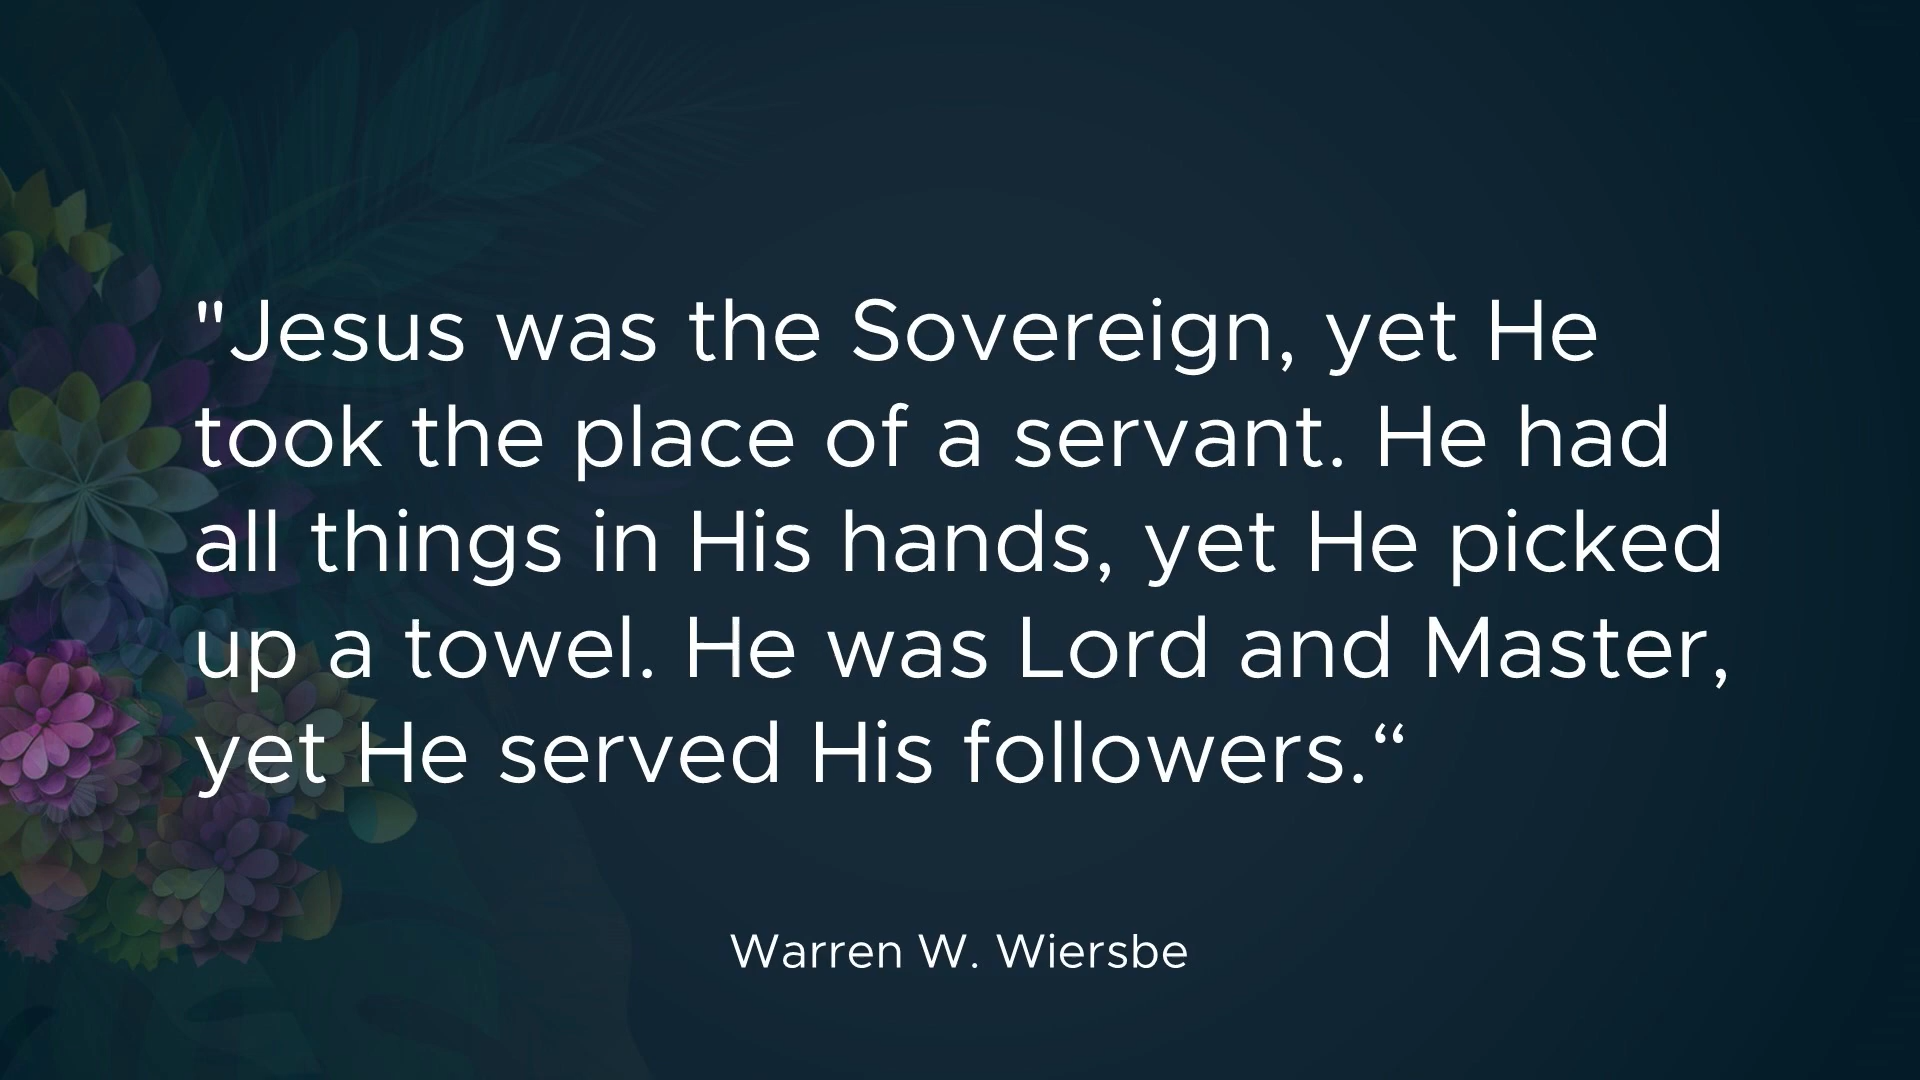 "Jesus was the Sovereign, yet He
took the place of a servant. He had
all things in His hands, yet He picked
up a towel. He was Lord and Master,
yet He served His followers.“
Warren W. Wiersbe